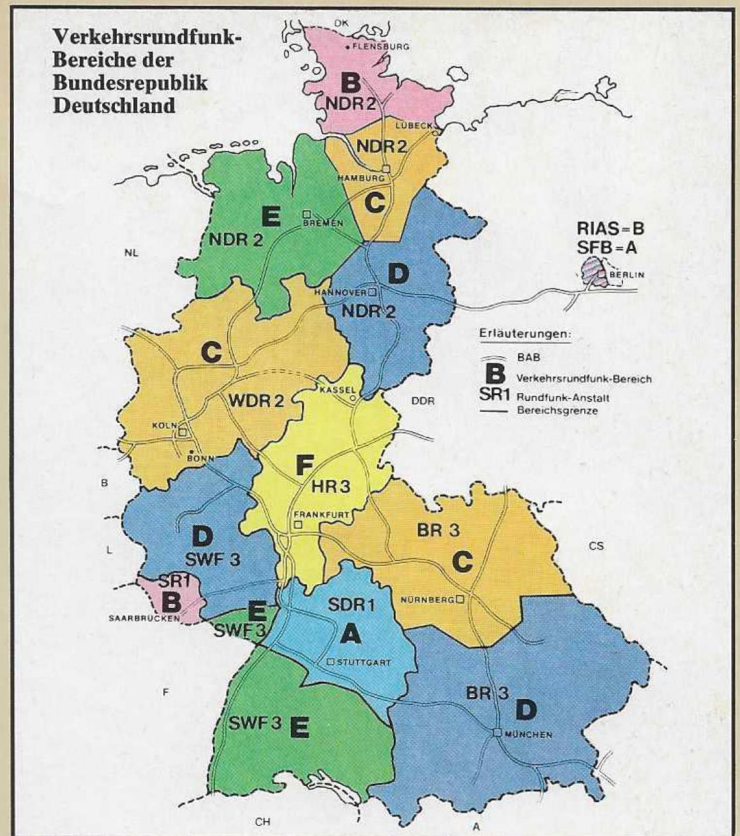 Verkehrsrundfunk-
Bereiche der
Bundesrepublik
Deutschland
DK
FLENSBURG
B
NDR 2
LÜBECK
NDR 2
HAMBURG
C
E
BREMEN
NDR 2
NL
RIAS=B
SFB=A
BERLIN
D
HANNOVER
NDR 2
Erläuterungen:
BAB
B Verkehrsrundfunk-Bereich
SR1 Rundfunk-Anstalt
Bereichsgrenze
C
WDR 2
KASSEL
DDR
KÖLN
BONN
B
F
HR 3
FRANKFURT
BR 3
C
CS
NÜRNBERG
L
D
SWF 3
SR1
B
SAARBRÜCKEN
E
SWF 3
SDR1
A
STUTTGART
F
SWF 3 E
BR 3
D
MÜNCHEN
CH
A